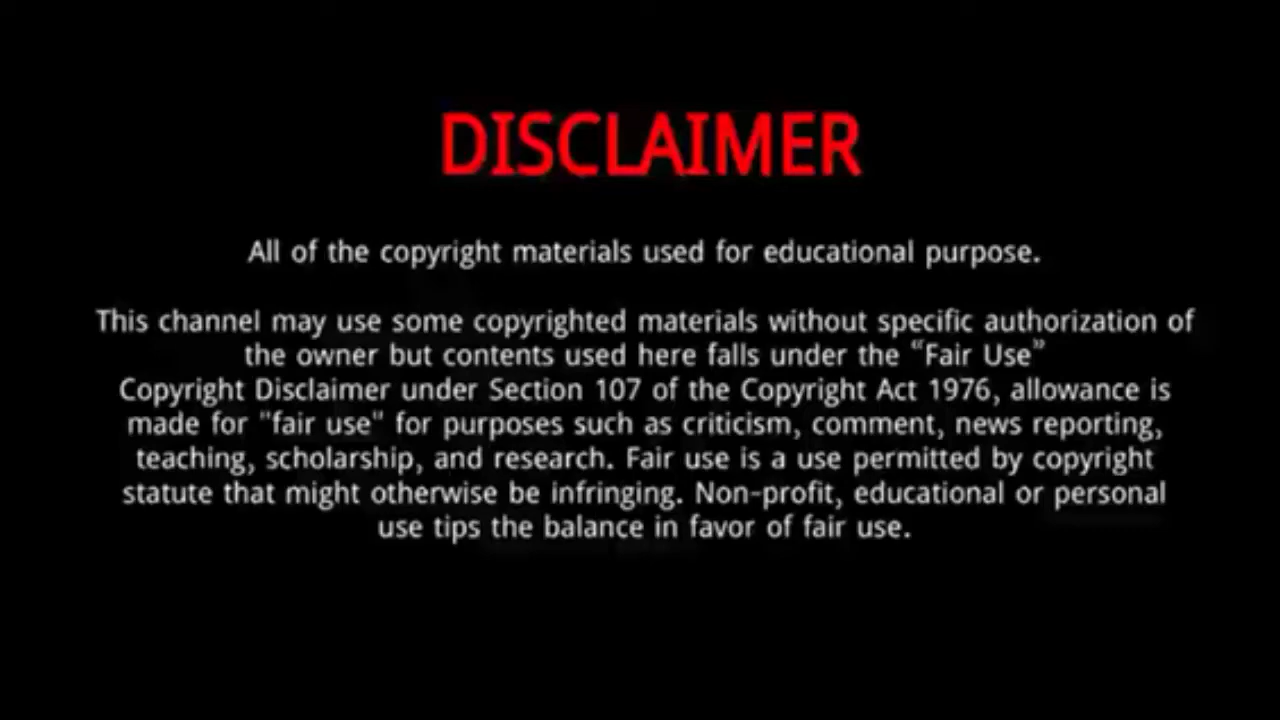 DISCLAIMER
All of the copyright materials used for educational purpose.
This channel may use some copyrighted materials without specific authorization of
the owner but contents used here falls under the “Fair Use”
Copyright Disclaimer under Section 107 of the Copyright Act 1976, allowance is
made for "fair use" for purposes such as criticism, comment, news reporting,
teaching, scholarship, and research. Fair use is a use permitted by copyright
statute that might otherwise be infringing. Non-profit, educational or personal
use tips the balance in favor of fair use.